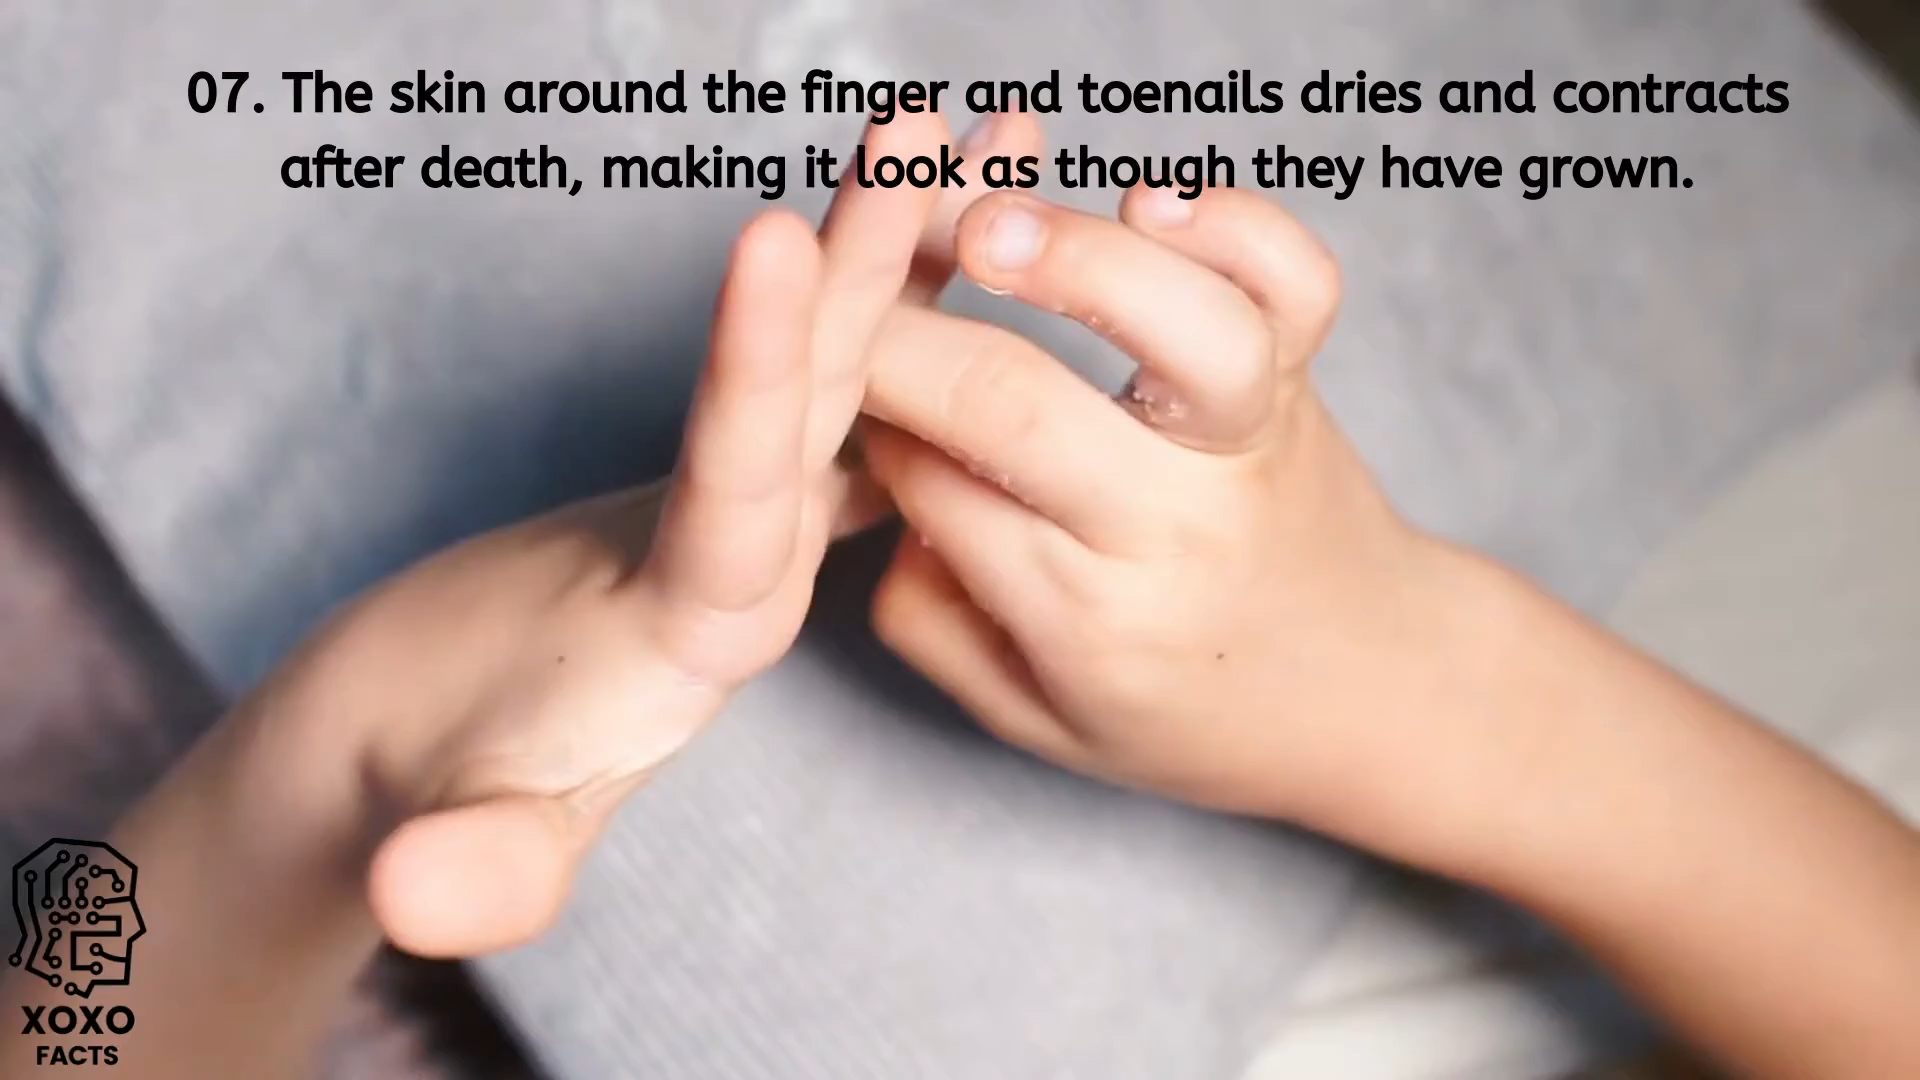 07. The skin around the finger and toenails dries and contracts
after death, making it look as though they have grown.
XOXO
FACTS